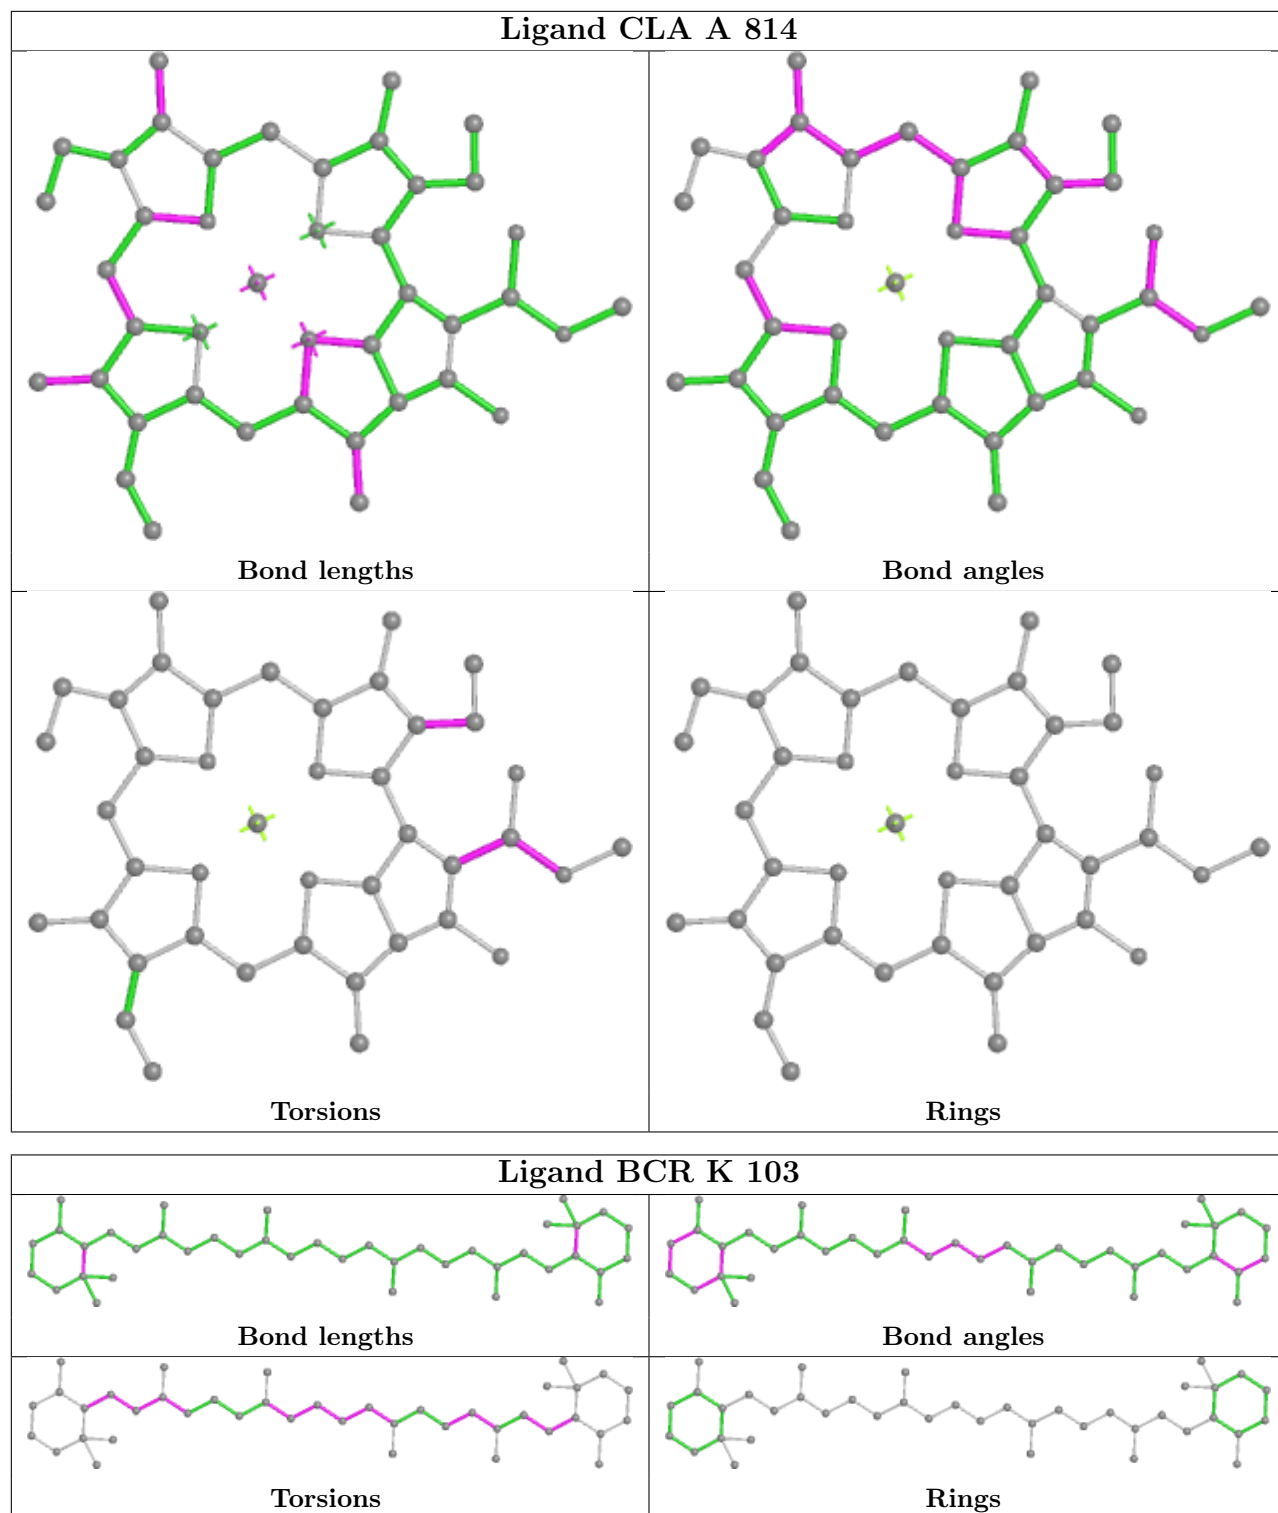 Ligand CLA A 814
Bond lengths
Bond angles
Torsions
Rings
Ligand BCR K 103
Bond lengths
Bond angles
Torsions
Rings